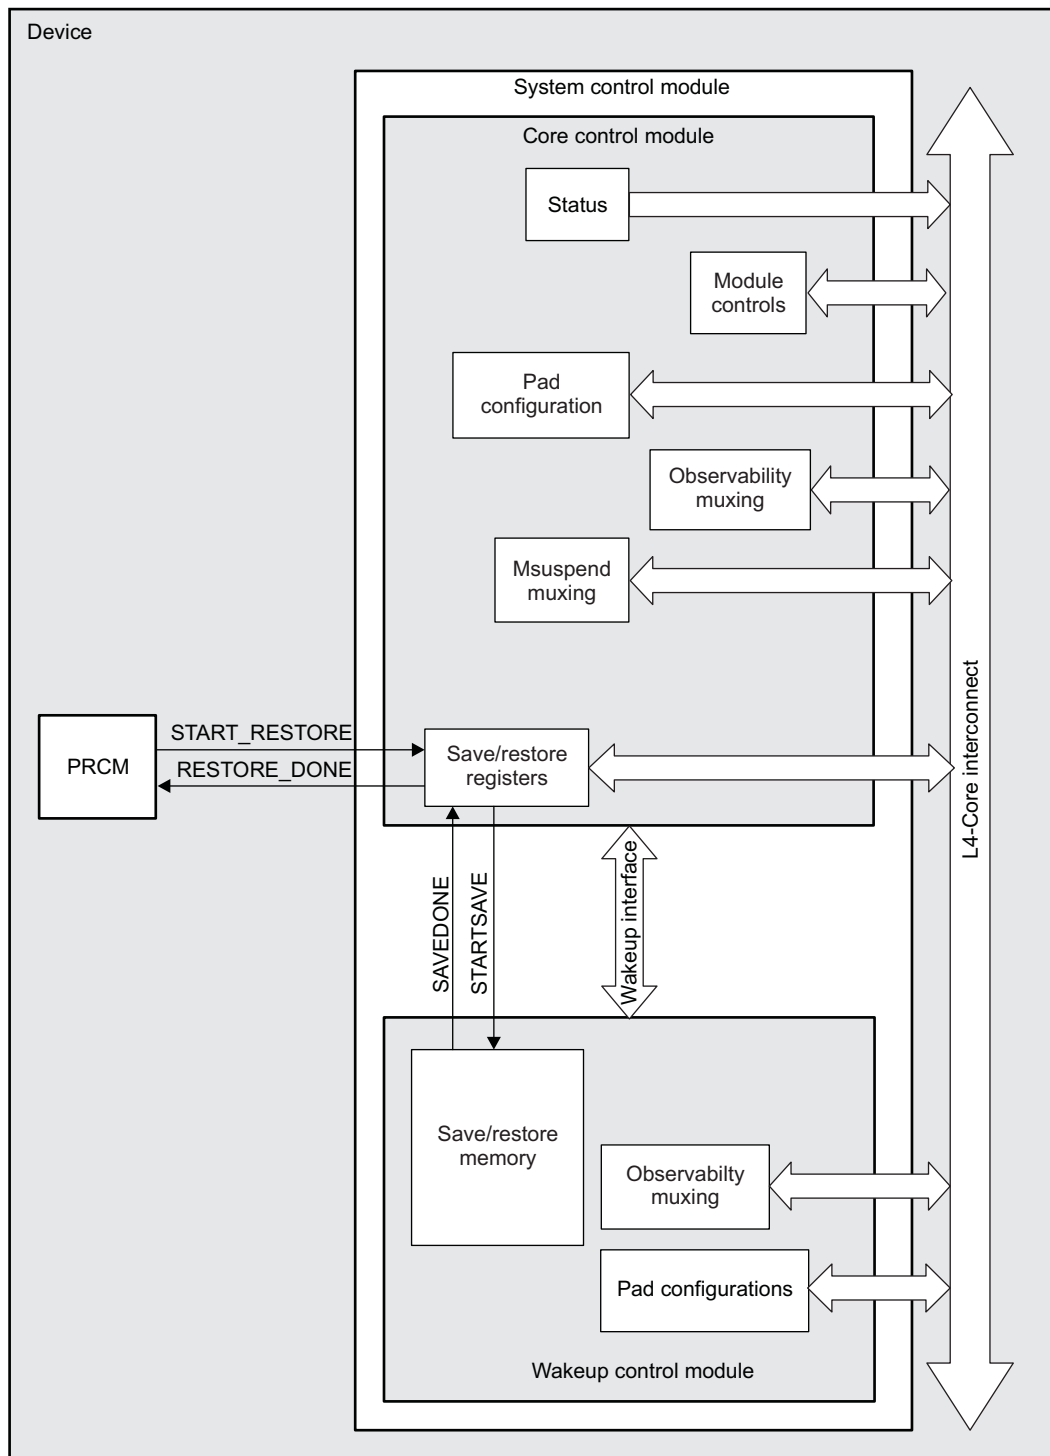 Device
System control module
Core control module
Status
Module
controls
Pad
configuration
Observability
muxing
Msuspend
muxing
L4-Core interconnect
PRCM
START_RESTORE
RESTORE_DONE
Save/restore
registers
SAVEDONE
STARTSAVE
Wakeup interface
Save/restore
memory
Observabilty
muxing
Pad configurations
Wakeup control module